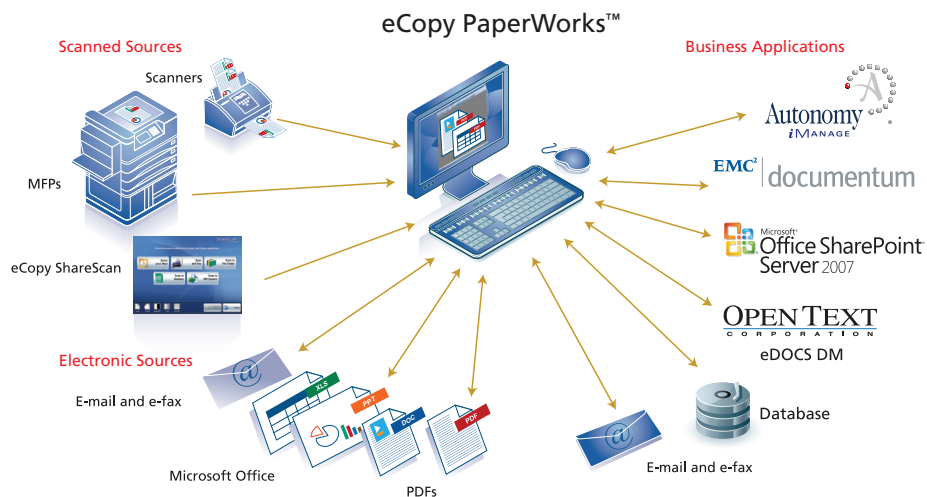 eCopy PaperWorks™
Scanned Sources
Scanners
MFPs
eCopy ShareScan
ShareScan
Electronic Sources
E-mail and e-fax
@
XLS
PPT
DOC
PDF
Microsoft Office
PDFs
PDF
Business Applications
A
Autonomy
iMANAGE
EMC² documentum
Microsoft®
Office SharePoint®
Server 2007
OPEN TEXT
CORPORATION
eDOCS DM
Database
@
E-mail and e-fax